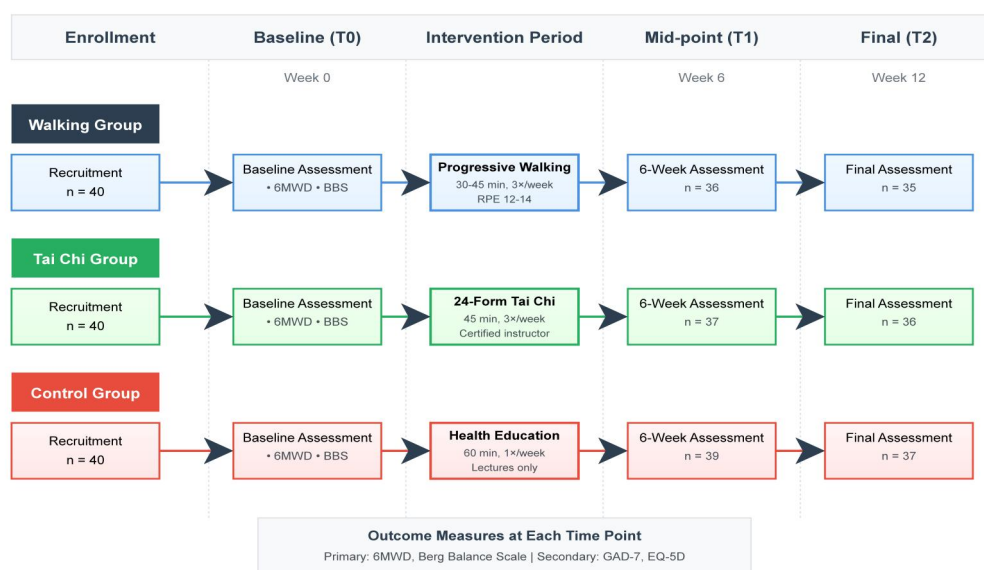 Enrollment
Baseline (T0)
Intervention Period
Mid-point (T1)
Final (T2)
Week 0
Week 6
Week 12
Walking Group
Recruitment
n = 40
Baseline Assessment
• 6MWD • BBS
Progressive Walking
30-45 min, 3×/week
RPE 12-14
6-Week Assessment
n = 36
Final Assessment
n = 35
Tai Chi Group
Recruitment
n = 40
Baseline Assessment
• 6MWD • BBS
24-Form Tai Chi
45 min, 3×/week
Certified instructor
6-Week Assessment
n = 37
Final Assessment
n = 36
Control Group
Recruitment
n = 40
Baseline Assessment
• 6MWD • BBS
Health Education
60 min, 1×/week
Lectures only
6-Week Assessment
n = 39
Final Assessment
n = 37
Outcome Measures at Each Time Point
Primary: 6MWD, Berg Balance Scale | Secondary: GAD-7, EQ-5D